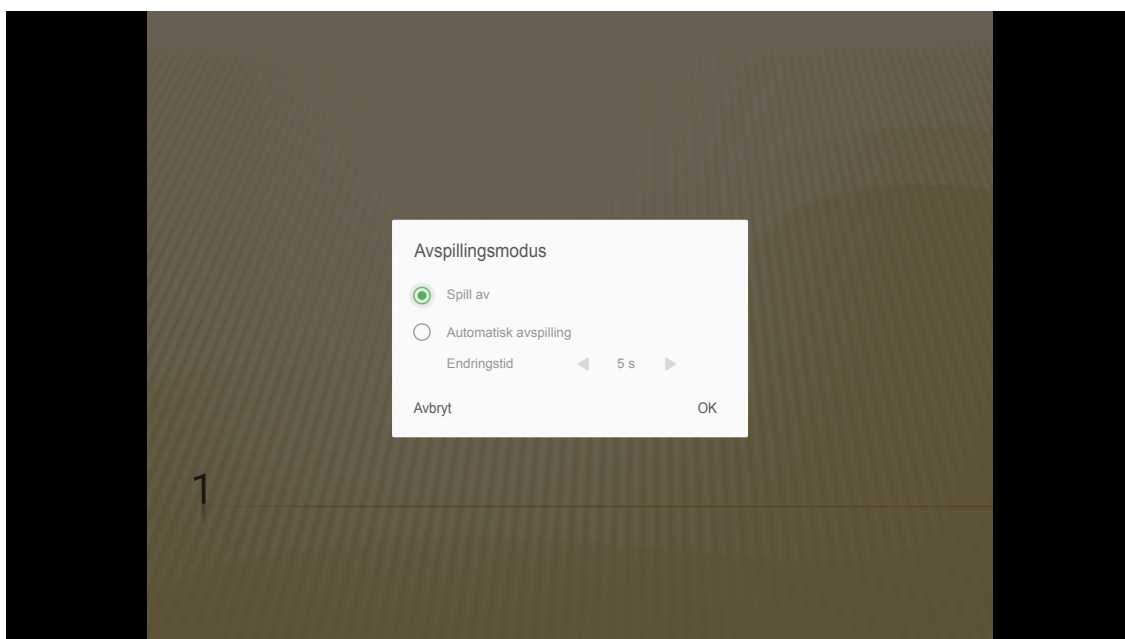 Avspillingsmodus
Spill av
Automatisk avspilling
Endringstid 5 s
Avbryt OK
1